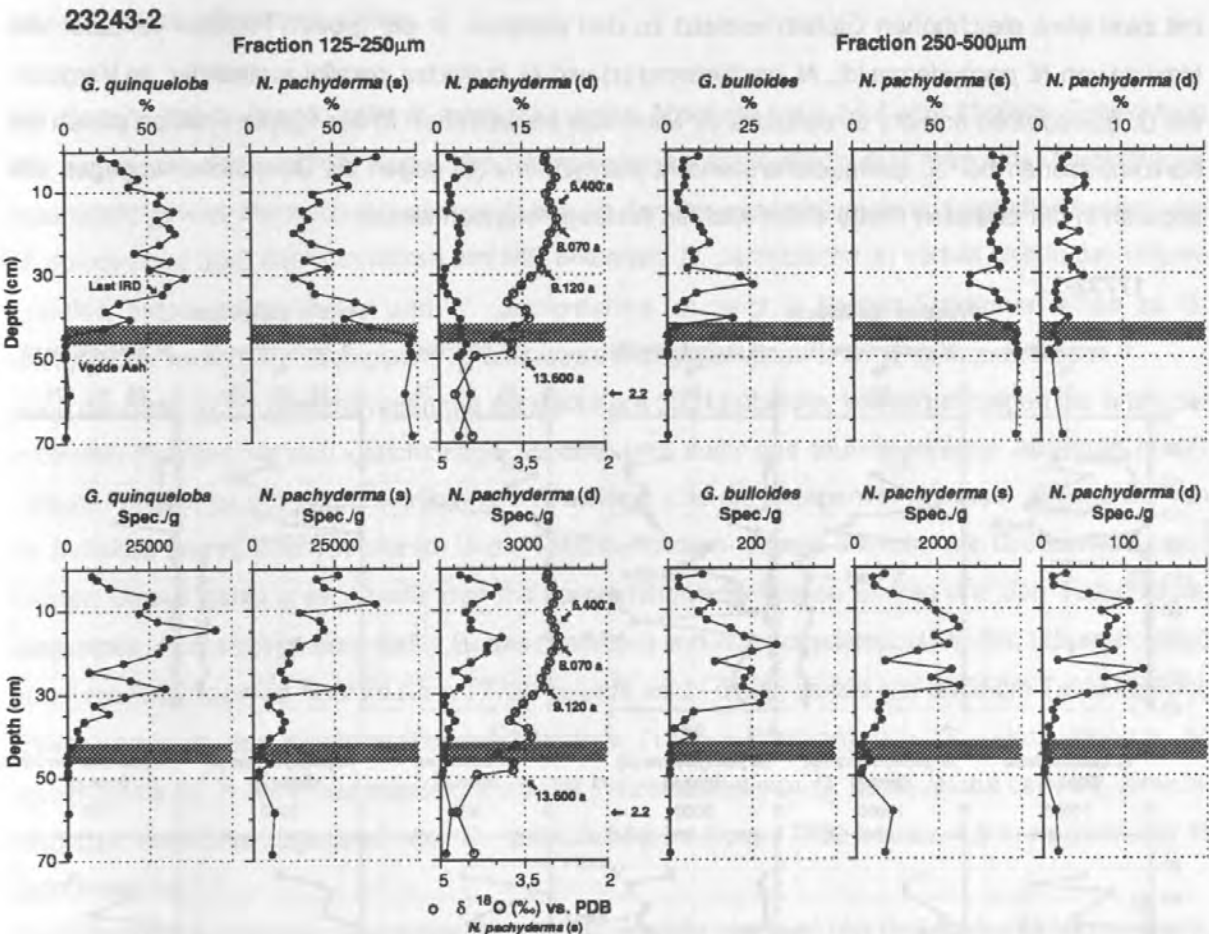 23243-2
Fraction 125-250µm
Fraction 250-500µm
G. quinqueloba
%
N. pachyderma (s)
%
N. pachyderma (d)
%
G. bulloides
%
N. pachyderma (s)
%
N. pachyderma (d)
%
0 50
0 50
0 15
0 25
0 50
0 10
Depth (cm)
10
30
50
70
Last IRD
Vedde Ash
5.400 a
8.070 a
9.120 a
13.500 a
2.2
5 3,5 2
G. quinqueloba
Spec./g
N. pachyderma (s)
Spec./g
N. pachyderma (d)
Spec./g
G. bulloides
Spec./g
N. pachyderma (s)
Spec./g
N. pachyderma (d)
Spec./g
0 25000
0 25000
0 3000
0 200
0 2000
0 100
Depth (cm)
10
30
50
70
5.400 a
8.070 a
9.120 a
13.500 a
2.2
5 3,5 2
o δ 18O (‰) vs. PDB
N. pachyderma (s)